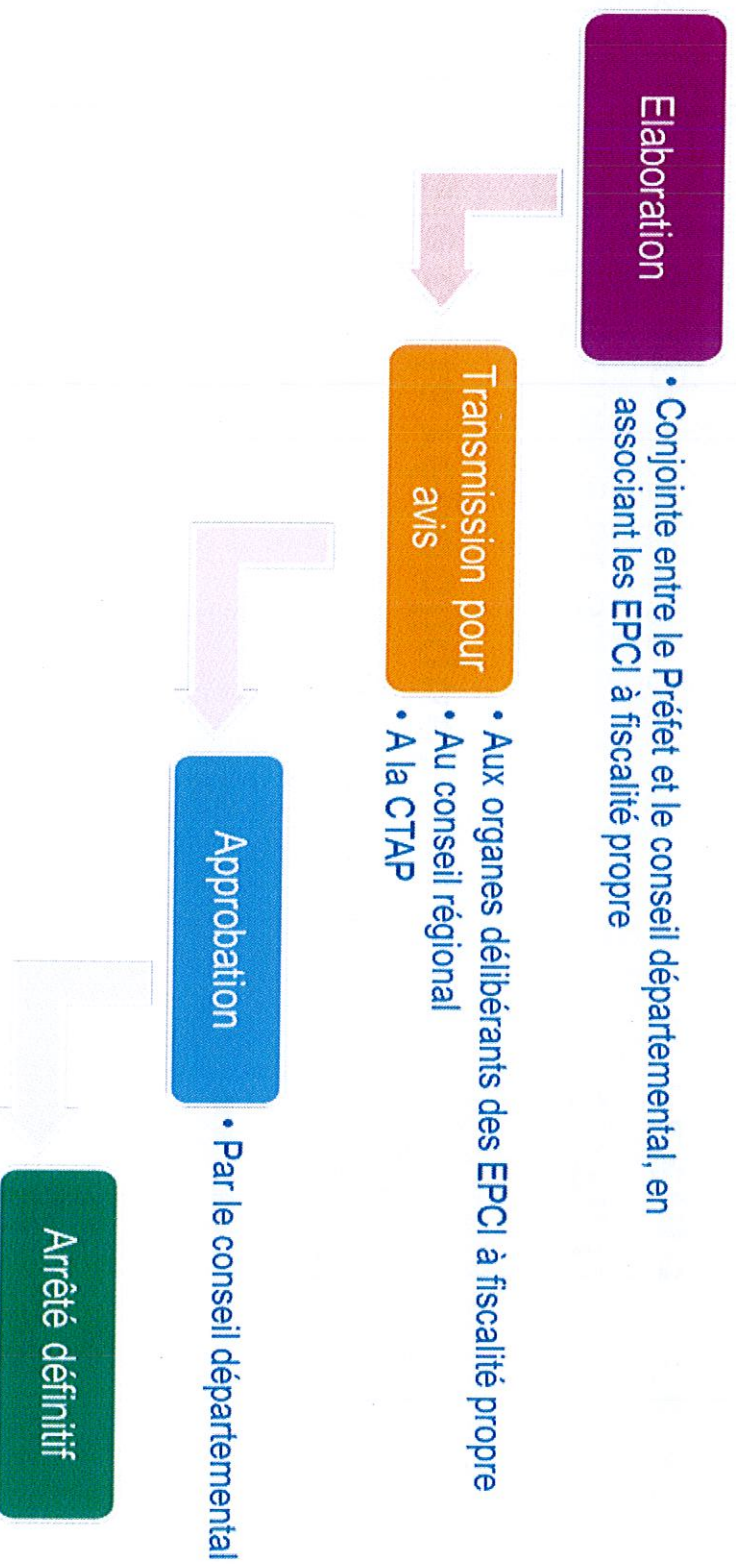 Elaboration
• Conjointe entre le Préfet et le conseil départemental, en
associant les EPCI à fiscalité propre
Transmission pour
avis
• Aux organes délibérants des EPCI à fiscalité propre
• Au conseil régional
• A la CTAP
Approbation
• Par le conseil départemental
Arrêté définitif